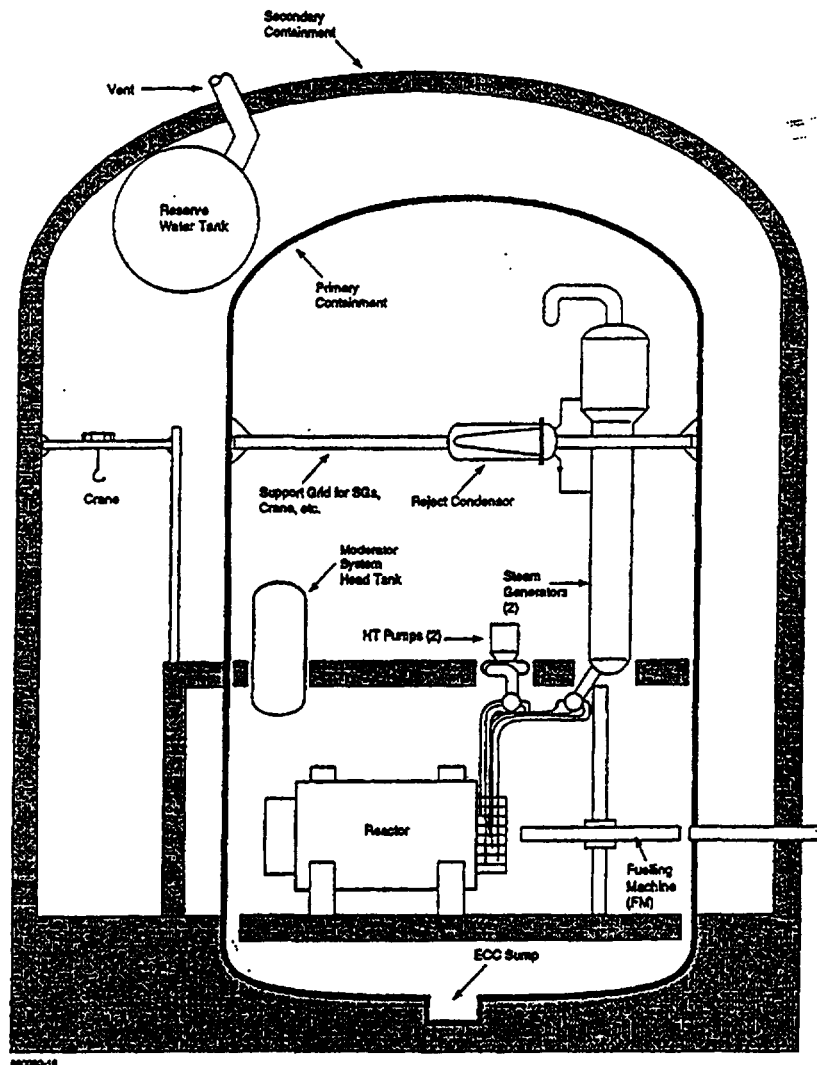 Secondary
Containment
Vent
Reserve
Water Tank
Primary
Containment
Crane
Support Grid for SGs,
Crane, etc.
Reject Condensor
Moderator
System
Head Tank
Steam
Generators
(2)
HT Pumps (2)
Reactor
Fuelling
Machine
(FM)
ECC Sump